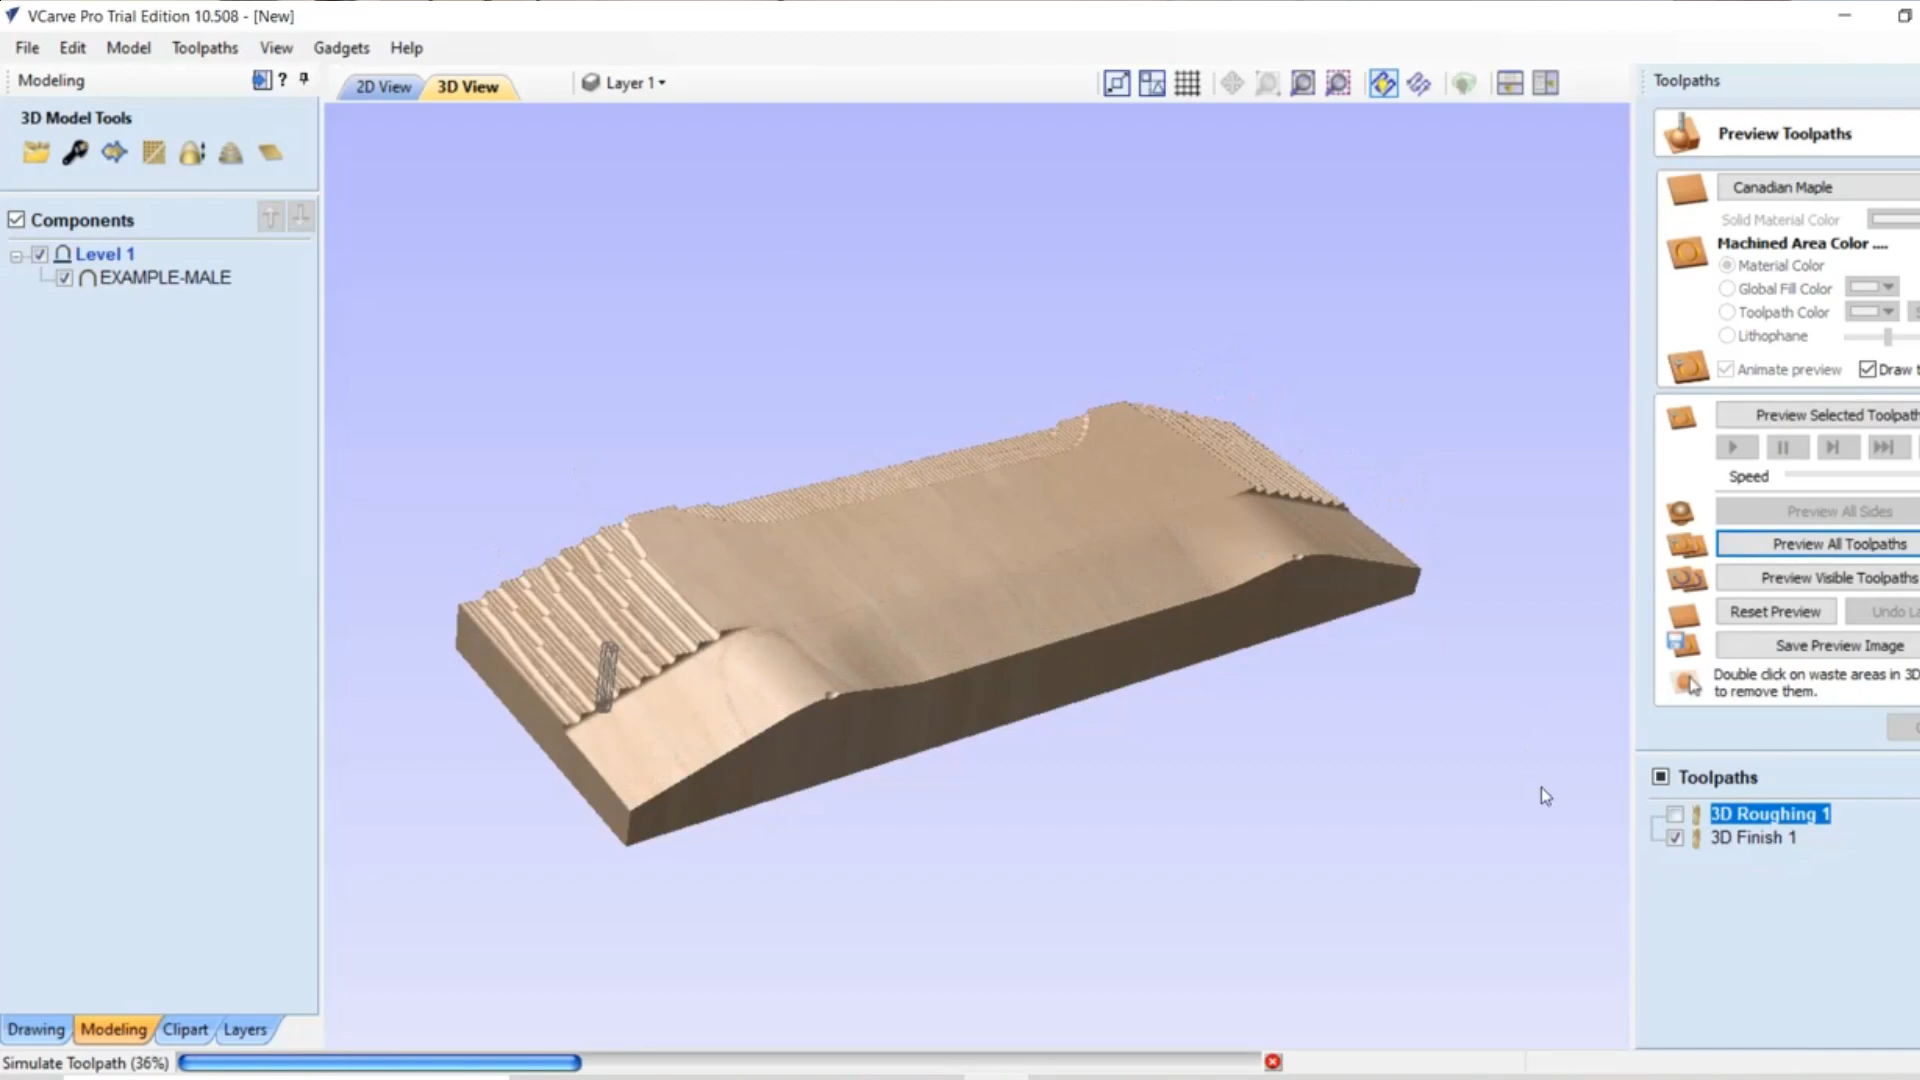 VCarve Pro Trial Edition 10.508 - [New]
File Edit Model Toolpaths View Gadgets Help
Modeling ?
2D View 3D View Layer 1
3D Model Tools
Components
Level 1
EXAMPLE-MALE
Toolpaths
Preview Toolpaths
Canadian Maple
Solid Material Color
Machined Area Color ....
Material Color
Global Fill Color
Toolpath Color
Lithophane
Animate preview Draw t
Preview Selected Toolpath
Speed
Preview All Sides
Preview All Toolpaths
Preview Visible Toolpaths
Reset Preview Undo La
Save Preview Image
Double click on waste areas in 3D
to remove them.
Toolpaths
3D Roughing 1
3D Finish 1
Drawing Modeling Clipart Layers
Simulate Toolpath (36%)